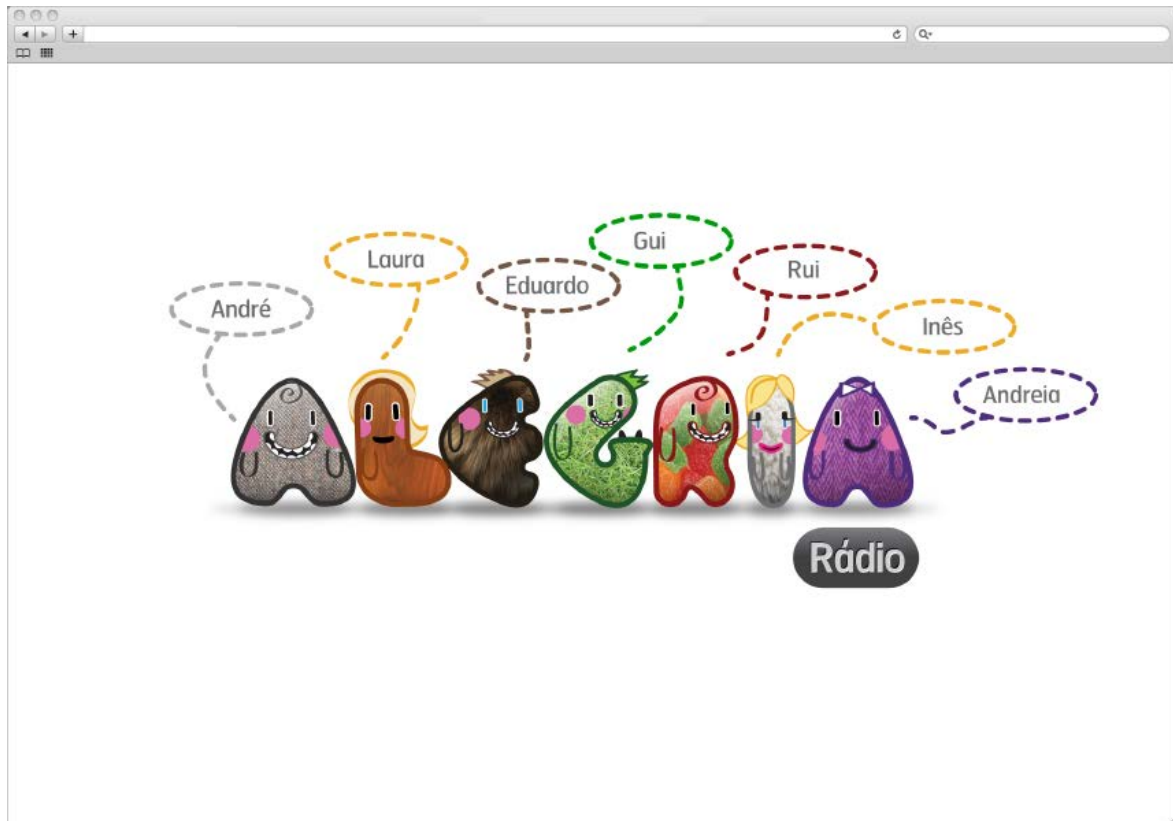 André
Laura
Eduardo
Gui
Rui
Inês
Andreia
ALEGRIA
Rádio